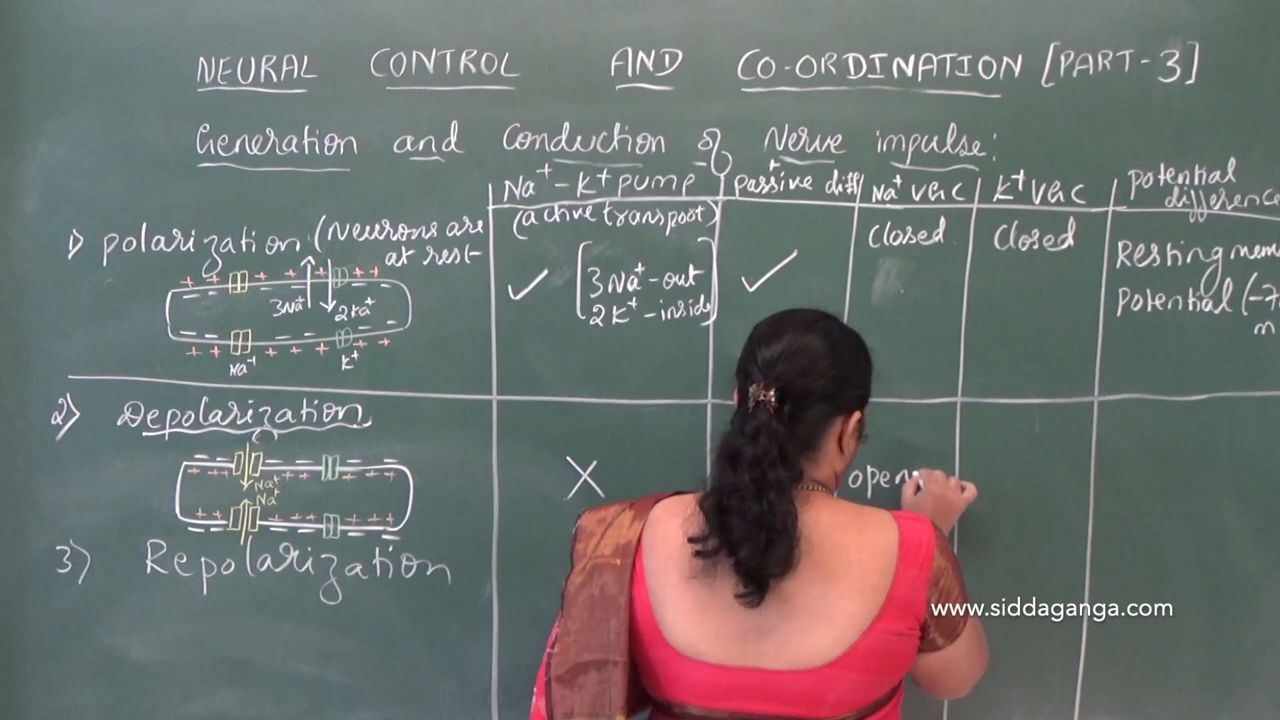 NEURAL CONTROL AND CO-ORDINATION [PART-3]
Generation and Conduction of Nerve impulse:
Na+ - K+ pump
passive diff
Na+ VGC
K+ VGC
potential
difference
(active transpoot)
1) polarization (Neurons are
at rest
closed
closed
Resting mem
potential (-7
m
✓ [3Na+ - out
2K+ - inside]
✓
+ + + + + + +
3Na+
2Ka+
+ + + + + + +
Na+
K+
2) Depolarization
Na+
Na+
X
open
3) Repolarization
www.siddaganga.com